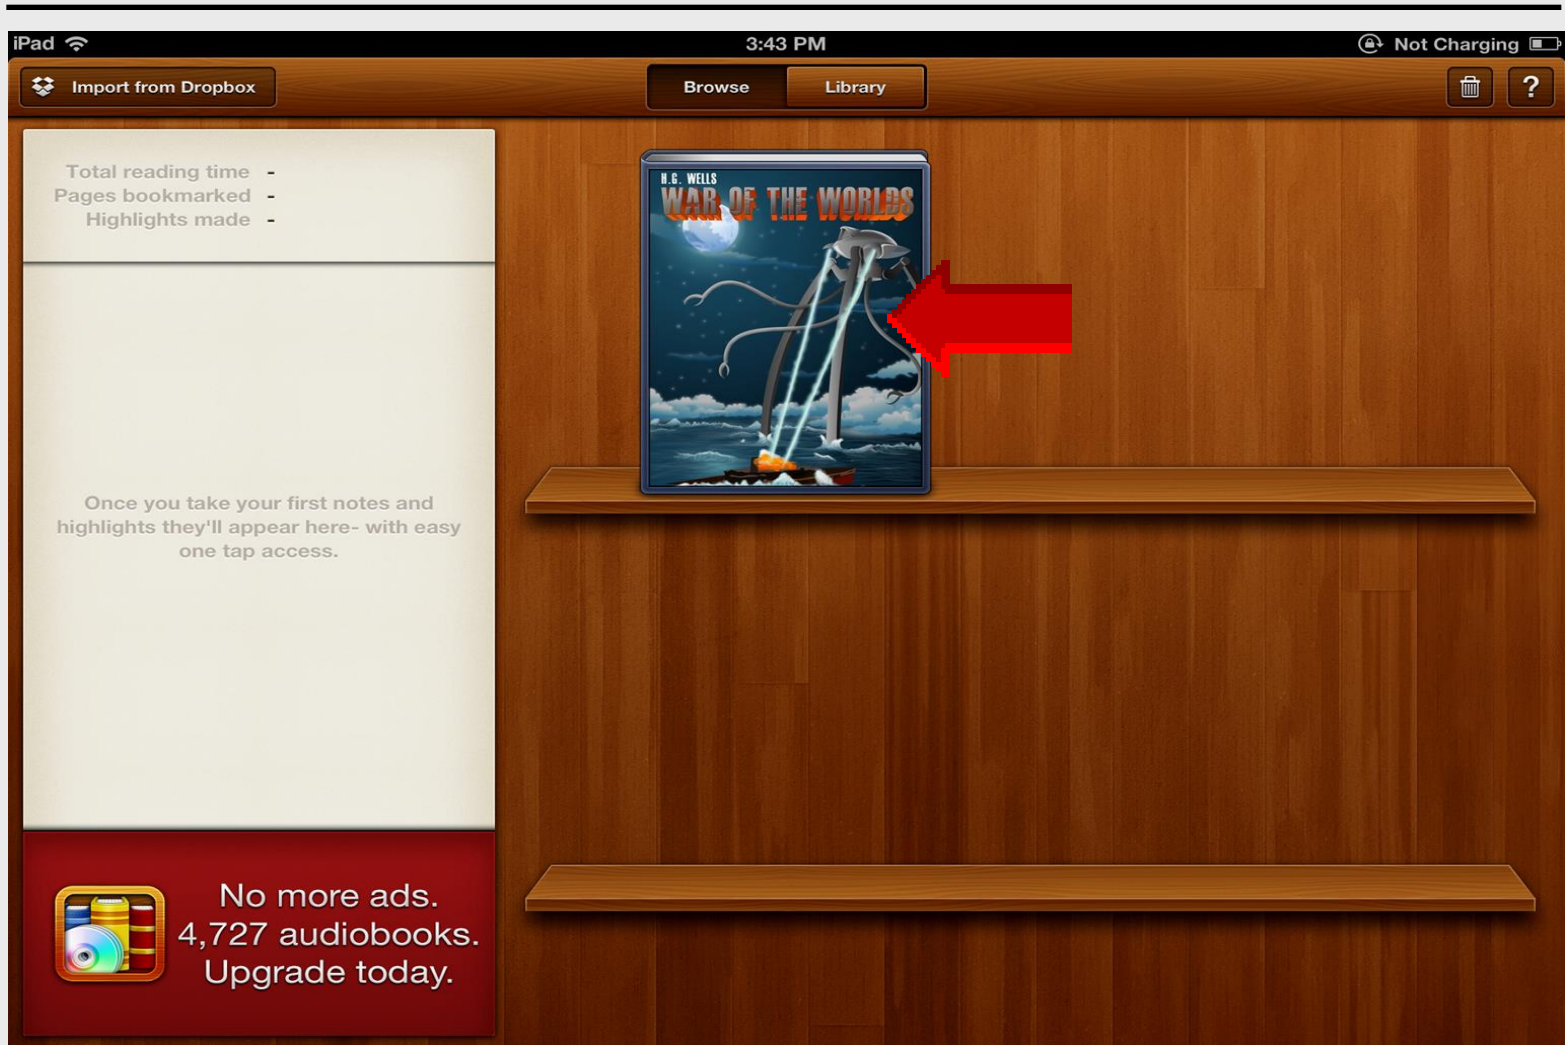 iPad
3:43 PM
Not Charging
Import from Dropbox
Browse
Library
?
Total reading time -
Pages bookmarked -
Highlights made -
H.G. WELLS
WAR OF THE WORLDS
Once you take your first notes and
highlights they'll appear here- with easy
one tap access.
No more ads.
4,727 audiobooks.
Upgrade today.